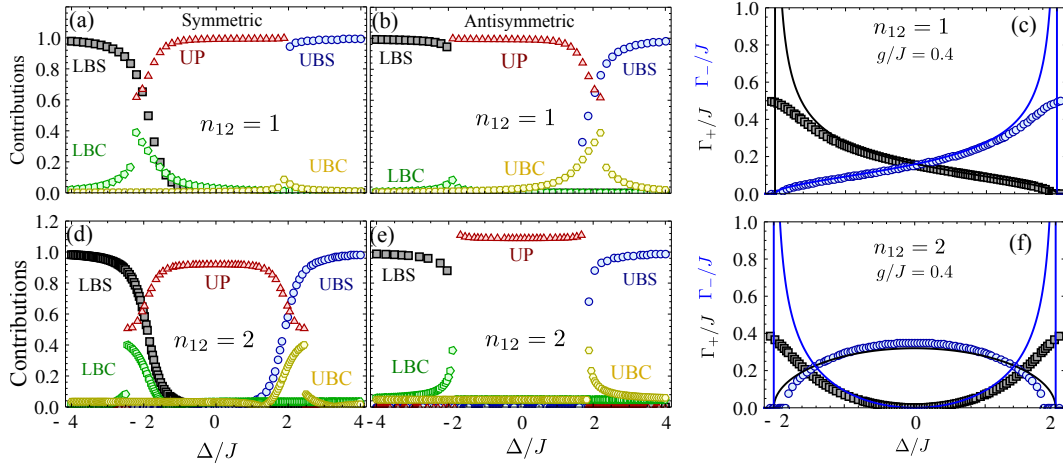 (a) Symmetric
(b) Antisymmetric
(c)
Contributions
1.0
0.8
0.6
0.4
0.2
0.0
LBS
UP
UBS
n₁₂ = 1
LBC
UBC
LBS
UP
UBS
n₁₂ = 1
LBC
UBC
Γ₊/J Γ₋/J
1.0
0.8
0.6
0.4
0.2
0.0
n₁₂ = 1
g/J = 0.4
(d)
(e)
(f)
Contributions
1.2
1.0
0.8
0.6
0.4
0.2
0.0
LBS
UP
UBS
n₁₂ = 2
LBC
UBC
-4 -2 0 2 4
Δ/J
LBS
UP
UBS
n₁₂ = 2
LBC
UBC
-4 -2 0 2 4
Δ/J
Γ₊/J Γ₋/J
1.0
0.8
0.6
0.4
0.2
0.0
n₁₂ = 2
g/J = 0.4
-2 0 2
Δ/J